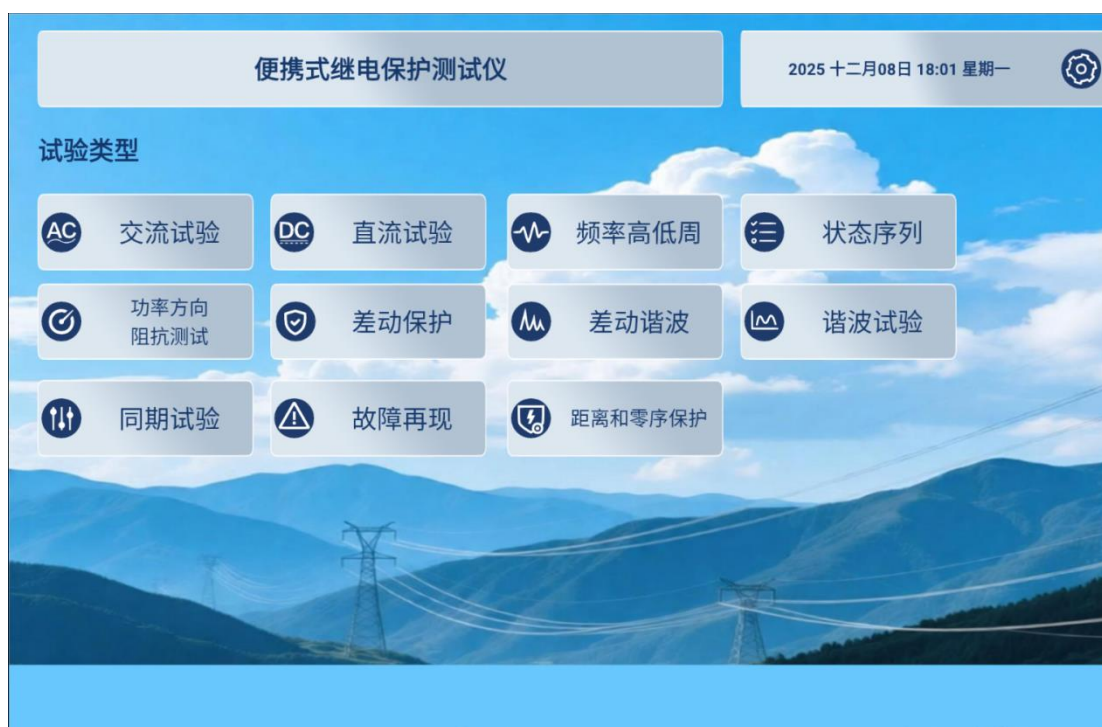 便携式继电保护测试仪
2025 十二月08日 18:01 星期一
试验类型
AC 交流试验
DC 直流试验
频率高低周
状态序列
功率方向
阻抗测试
差动保护
差动谐波
谐波试验
同期试验
故障再现
距离和零序保护